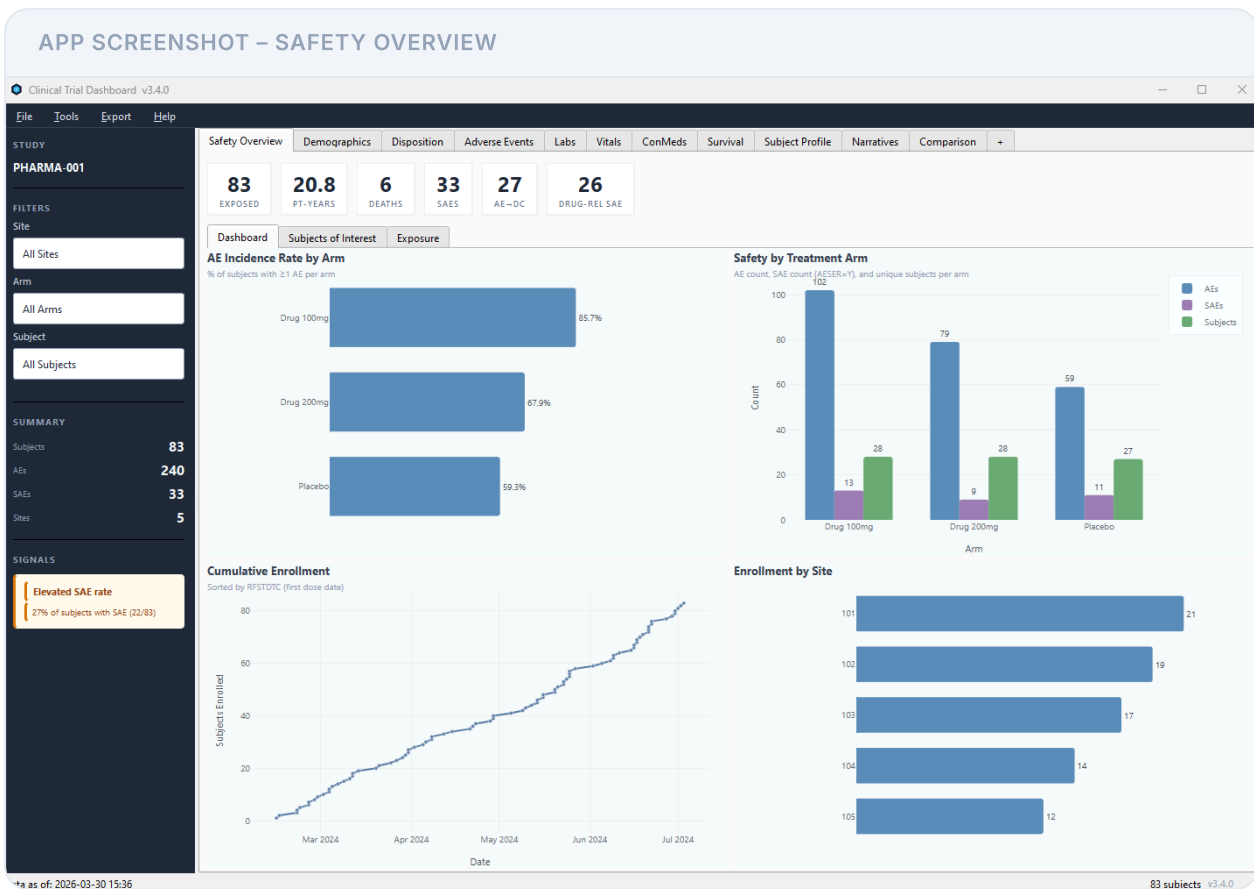 APP SCREENSHOT – SAFETY OVERVIEW
Clinical Trial Dashboard v3.4.0
File Tools Export Help
STUDY
PHARMA-001
FILTERS
Site
All Sites
Arm
All Arms
Subject
All Subjects
SUMMARY
Subjects 83
AEs 240
SAEs 33
Sites 5
SIGNALS
Elevated SAE rate
27% of subjects with SAE (22/83)
Safety Overview Demographics Disposition Adverse Events Labs Vitals ConMeds Survival Subject Profile Narratives Comparison +
83 20.8 6 33 27 26
EXPOSED PT-YEARS DEATHS SAES AE→DC DRUG-REL SAE
Dashboard Subjects of Interest Exposure
AE Incidence Rate by Arm
% of subjects with ≥1 AE per arm
Drug 100mg 85.7%
Drug 200mg 67.9%
Placebo 59.3%
Safety by Treatment Arm
AE count, SAE count (AESER=Y), and unique subjects per arm
AEs
SAEs
Subjects
Count
100
80
60
40
20
0
102 13 28
79 9 28
59 11 27
Drug 100mg Drug 200mg Placebo
Arm
Cumulative Enrollment
Sorted by RFSTDTC (first dose date)
Subjects Enrolled
80
60
40
20
0
Mar 2024 Apr 2024 May 2024 Jun 2024 Jul 2024
Date
Enrollment by Site
101 21
102 19
103 17
104 14
105 12
ta as of: 2026-03-30 15:36
83 subjects v3.4.0